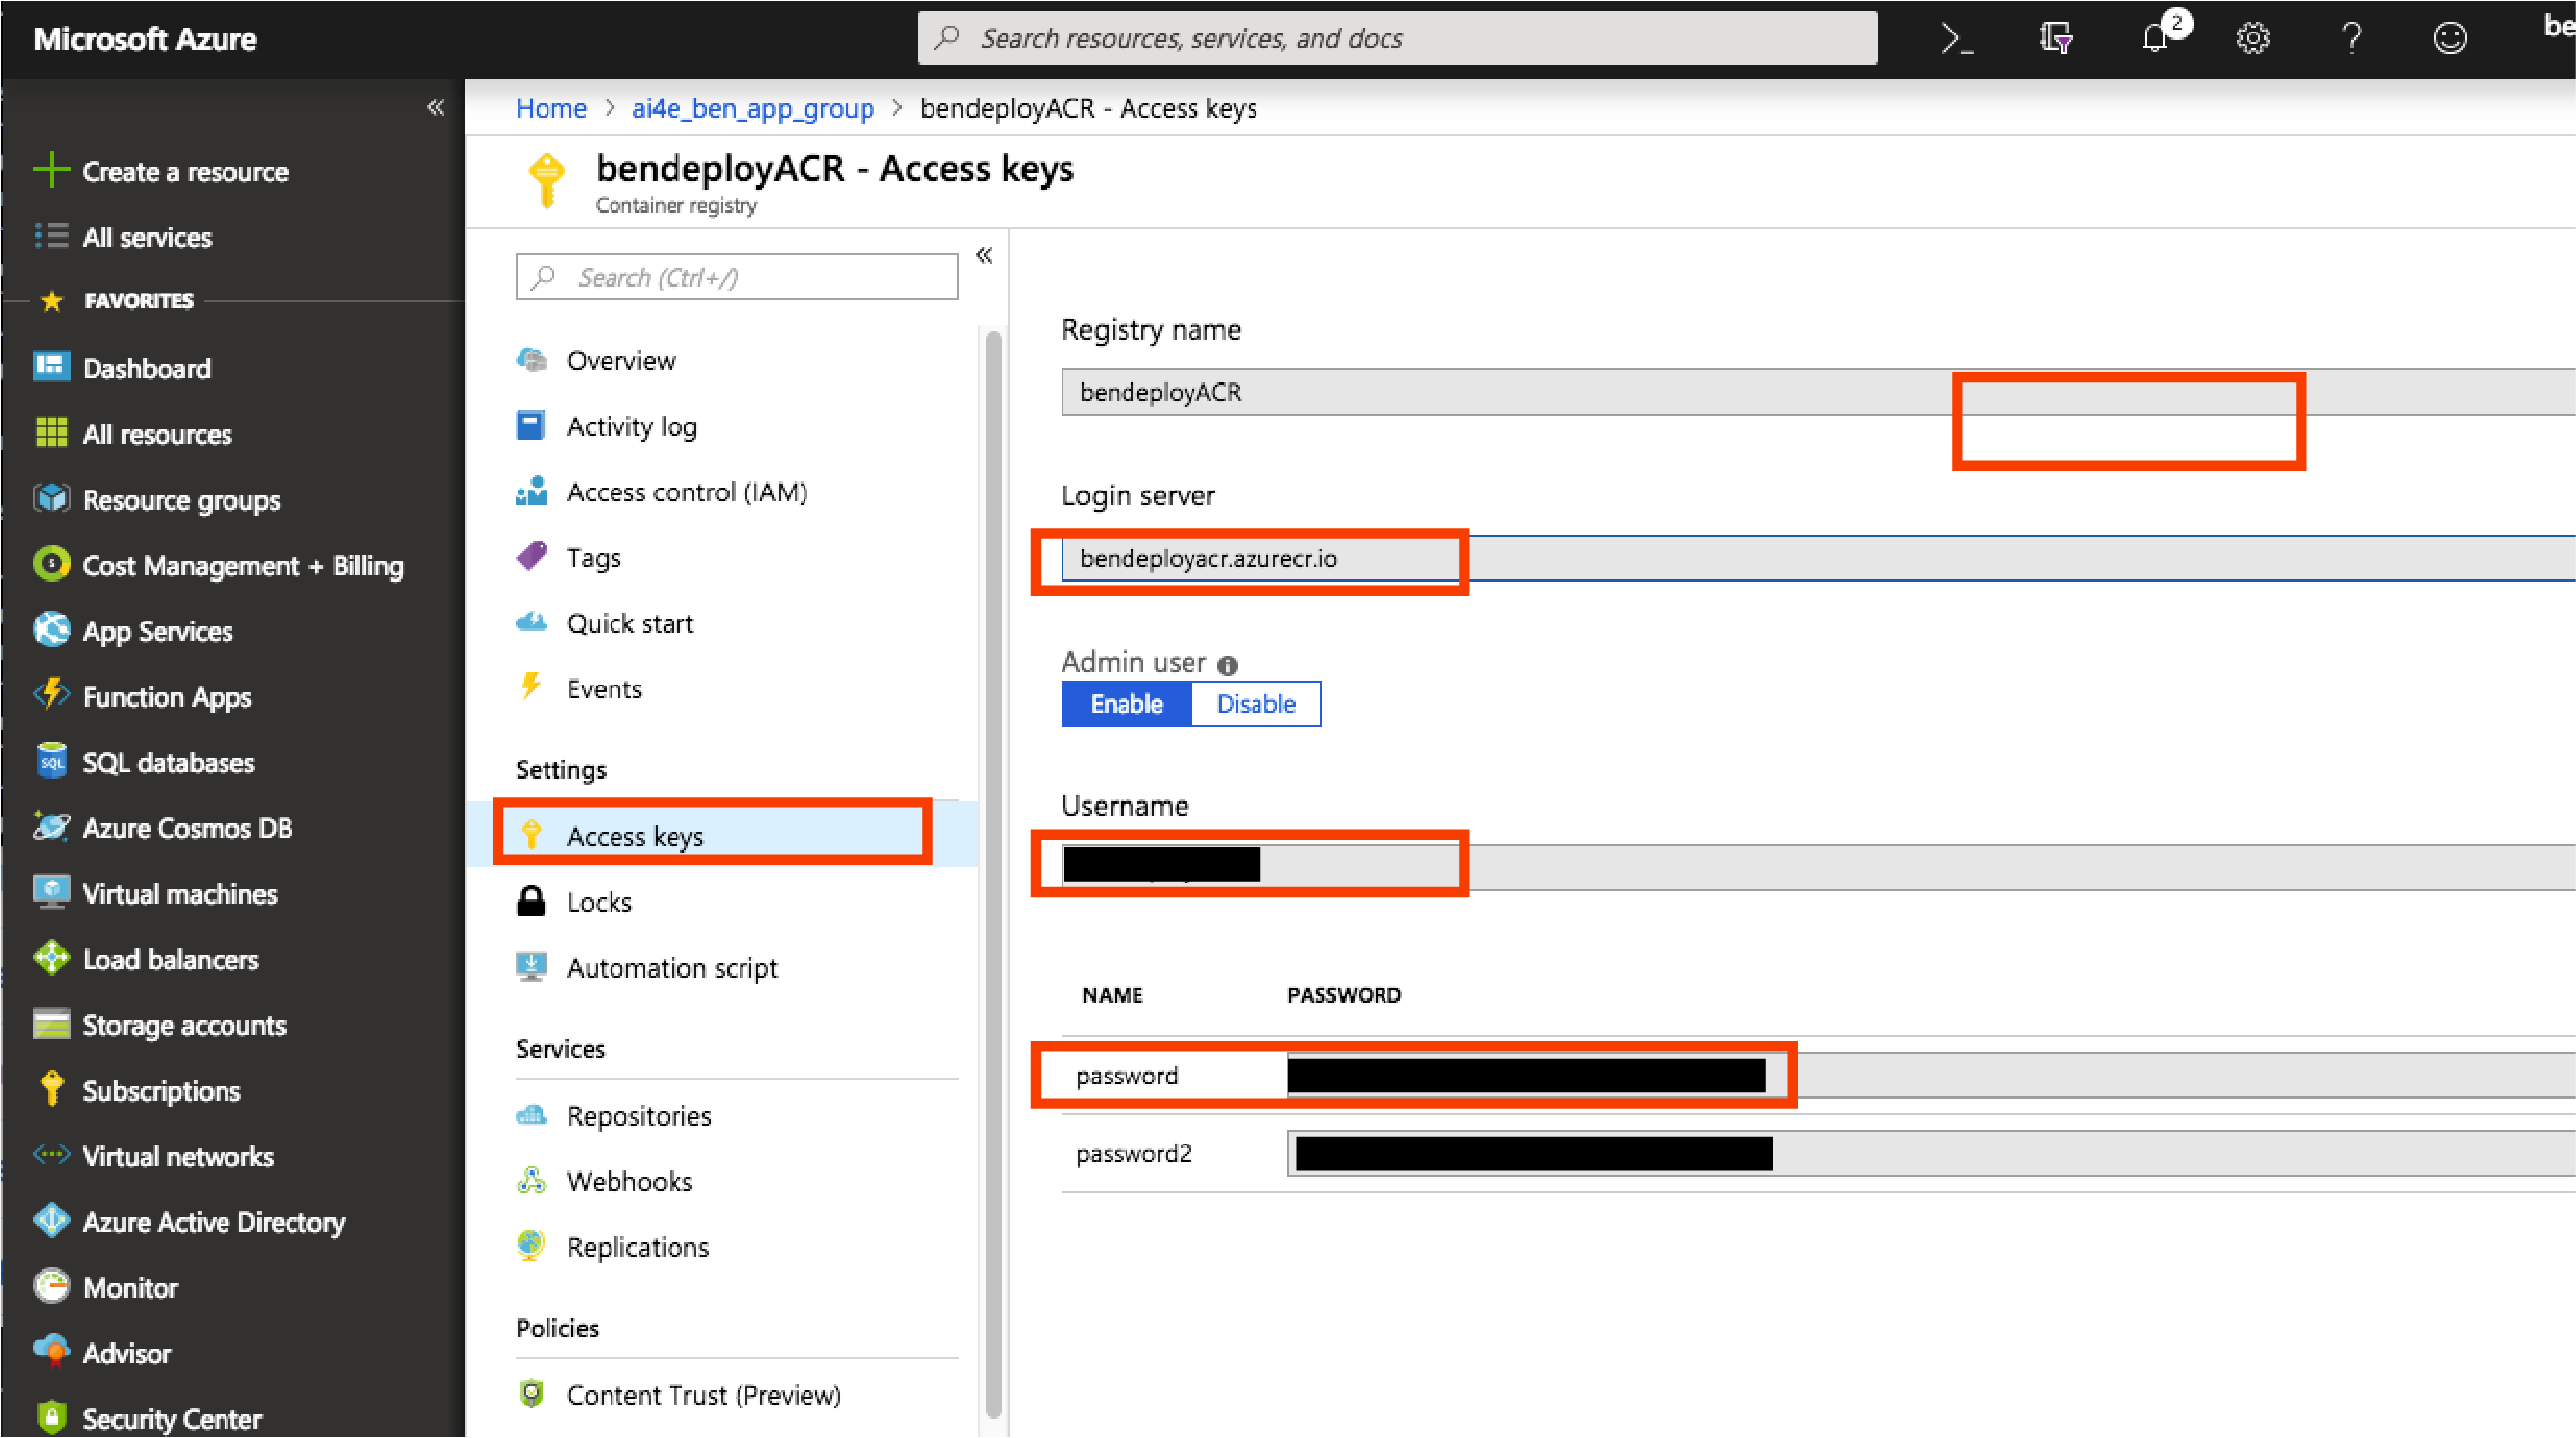 Microsoft Azure
Search resources, services, and docs
2
be
Home > ai4e_ben_app_group > bendeployACR - Access keys
bendeployACR - Access keys
Container registry
Create a resource
All services
FAVORITES
Dashboard
All resources
Resource groups
Cost Management + Billing
App Services
Function Apps
SQL databases
Azure Cosmos DB
Virtual machines
Load balancers
Storage accounts
Subscriptions
Virtual networks
Azure Active Directory
Monitor
Advisor
Security Center
Search (Ctrl+/)
Overview
Activity log
Access control (IAM)
Tags
Quick start
Events
Settings
Access keys
Locks
Automation script
Services
Repositories
Webhooks
Replications
Policies
Content Trust (Preview)
Registry name
bendeployACR
Login server
bendeployacr.azurecr.io
Admin user
Enable Disable
Username
NAME PASSWORD
password
password2